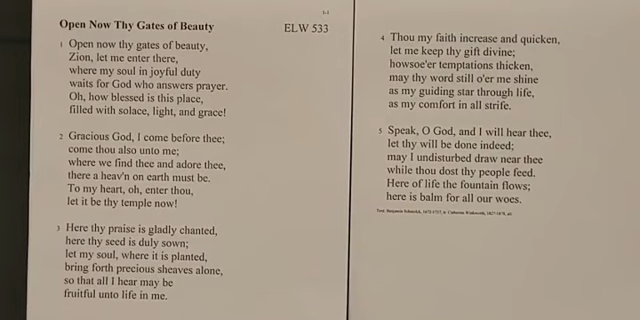 Open Now Thy Gates of Beauty ELW 533
1 Open now thy gates of beauty,
Zion, let me enter there,
where my soul in joyful duty
waits for God who answers prayer.
Oh, how blessed is this place,
filled with solace, light, and grace!
2 Gracious God, I come before thee;
come thou also unto me;
where we find thee and adore thee,
there a heav'n on earth must be.
To my heart, oh, enter thou,
let it be thy temple now!
3 Here thy praise is gladly chanted,
here thy seed is duly sown;
let my soul, where it is planted,
bring forth precious sheaves alone,
so that all I hear may be
fruitful unto life in me.
4 Thou my faith increase and quicken,
let me keep thy gift divine;
howsoe'er temptations thicken,
may thy word still o'er me shine
as my guiding star through life,
as my comfort in all strife.
5 Speak, O God, and I will hear thee,
let thy will be done indeed;
may I undisturbed draw near thee
while thou dost thy people feed.
Here of life the fountain flows;
here is balm for all our woes.
Text: Benjamin Schmolck, 1672-1737; tr. Catherine Winkworth, 1827-1878, alt.